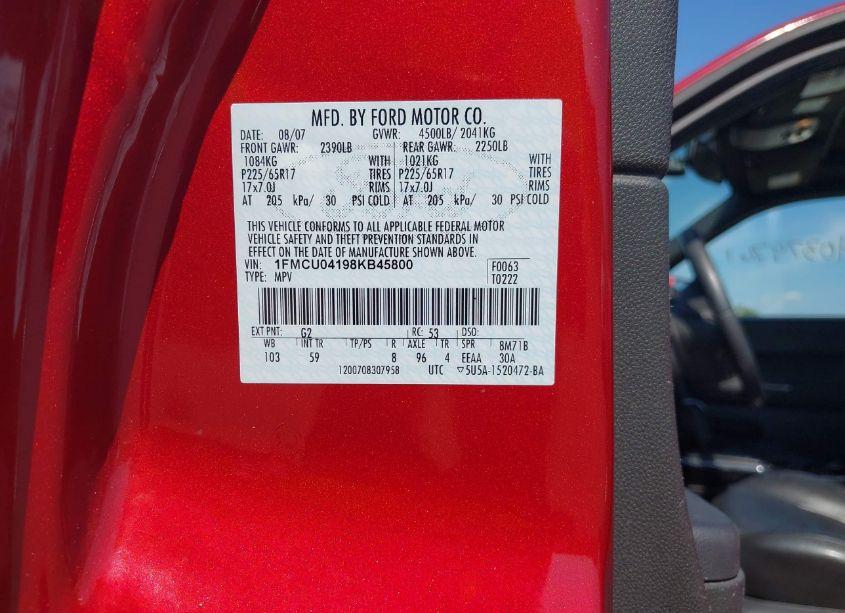 MFD. BY FORD MOTOR CO.
DATE: 08/07 GVWR: 4500LB/ 2041KG
FRONT GAWR: 2390LB REAR GAWR: 2250LB
1084KG WITH 1021KG WITH
P225/65R17 TIRES P225/65R17 TIRES
17x7.0J RIMS 17x7.0J RIMS
AT 205 kPa/ 30 PSI COLD AT 205 kPa/ 30 PSI COLD
THIS VEHICLE CONFORMS TO ALL APPLICABLE FEDERAL MOTOR
VEHICLE SAFETY AND THEFT PREVENTION STANDARDS IN
EFFECT ON THE DATE OF MANUFACTURE SHOWN ABOVE.
VIN: 1FMCU04198KB45800 F0063
TYPE: MPV T0222
EXT PNT: G2 RC: 53 DSO:
WB INT TR TP/PS R AXLE TR SPR 8M71B
103 59 8 96 4 EEAA 30A
1200708307958 UTC ▽5U5A-1520472-BA